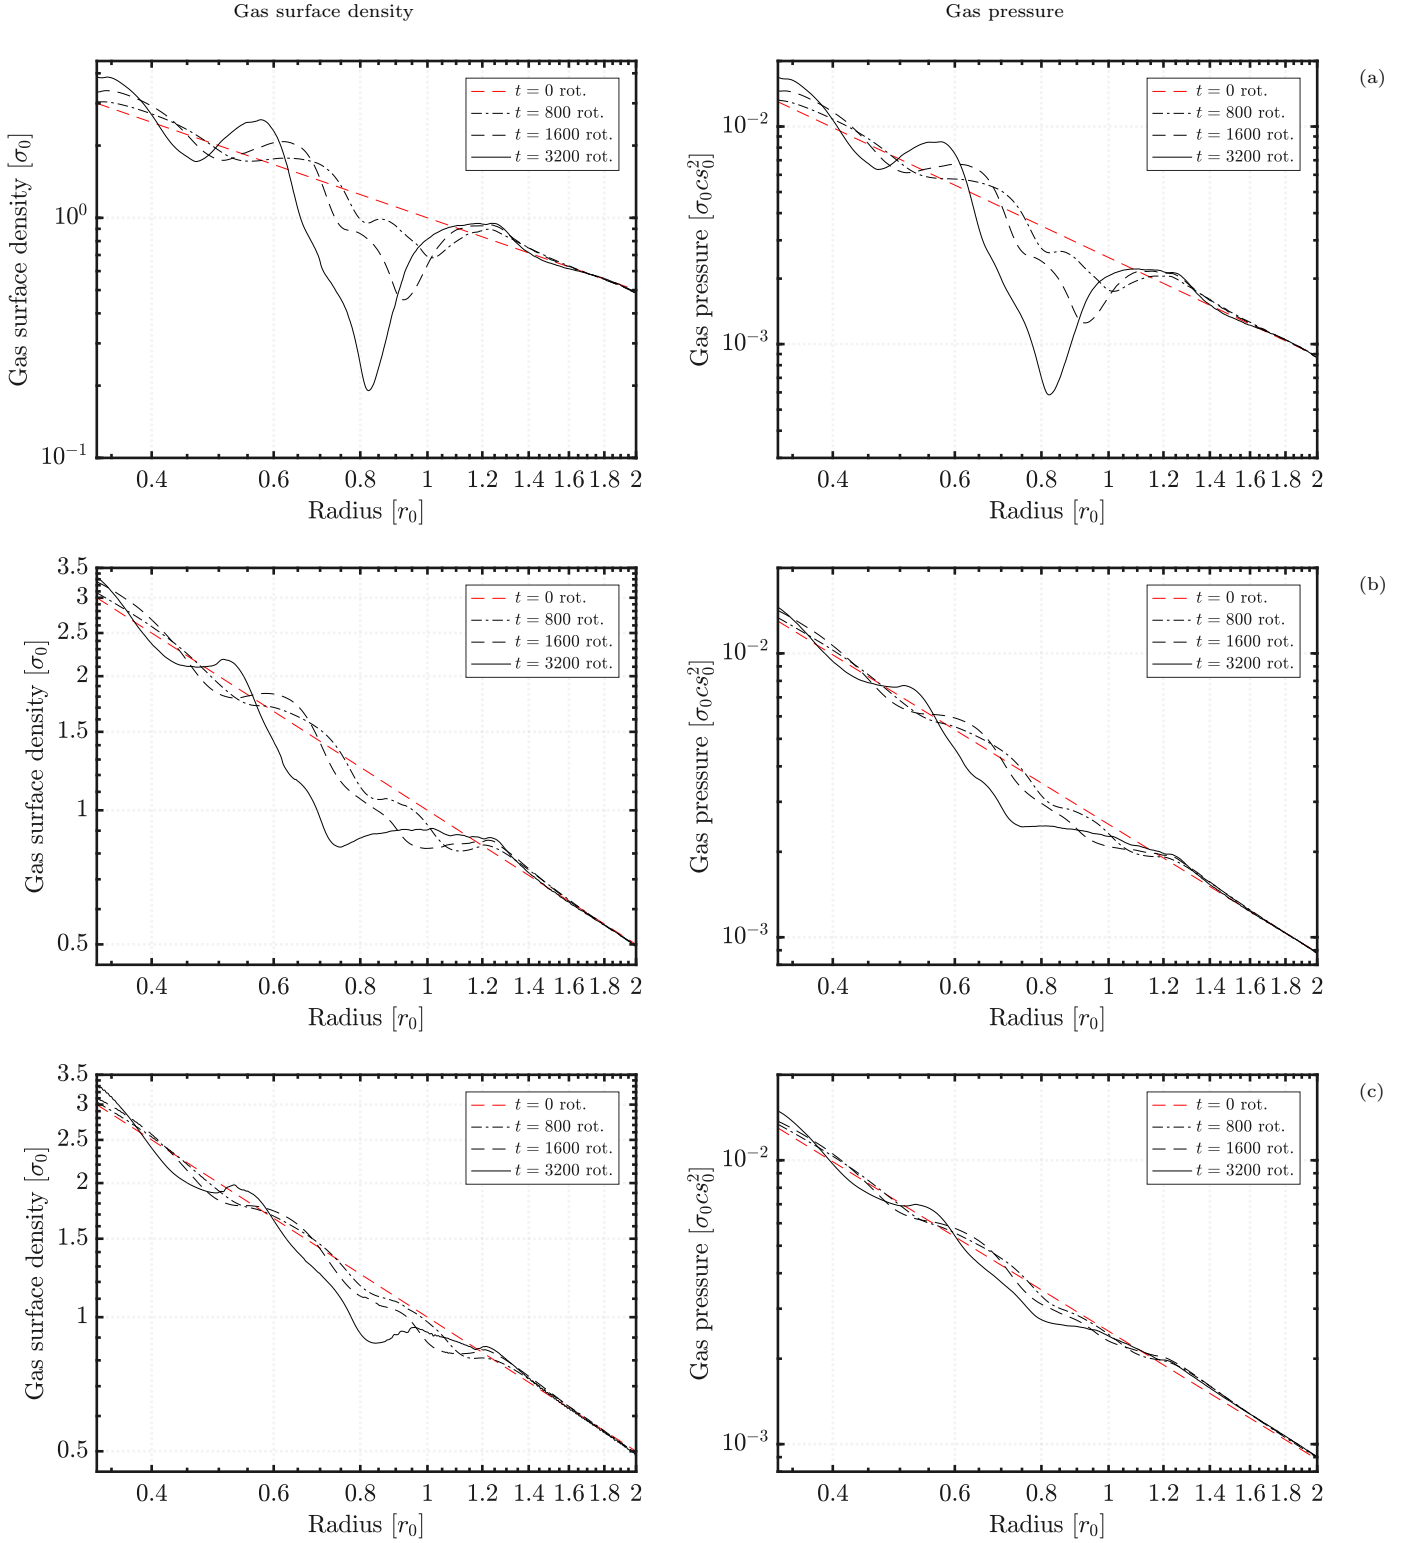 Gas surface density
Gas pressure
(a)
Gas surface density [σ₀]
10⁰
10⁻¹
t = 0 rot.
t = 800 rot.
t = 1600 rot.
t = 3200 rot.
0.4 0.6 0.8 1 1.2 1.4 1.6 1.8 2
Radius [r₀]
Gas pressure [σ₀cs₀²]
10⁻²
10⁻³
t = 0 rot.
t = 800 rot.
t = 1600 rot.
t = 3200 rot.
0.4 0.6 0.8 1 1.2 1.4 1.6 1.8 2
Radius [r₀]
(b)
Gas surface density [σ₀]
3.5
3
2.5
2
1.5
1
0.5
t = 0 rot.
t = 800 rot.
t = 1600 rot.
t = 3200 rot.
0.4 0.6 0.8 1 1.2 1.4 1.6 1.8 2
Radius [r₀]
Gas pressure [σ₀cs₀²]
10⁻²
10⁻³
t = 0 rot.
t = 800 rot.
t = 1600 rot.
t = 3200 rot.
0.4 0.6 0.8 1 1.2 1.4 1.6 1.8 2
Radius [r₀]
(c)
Gas surface density [σ₀]
3.5
3
2.5
2
1.5
1
0.5
t = 0 rot.
t = 800 rot.
t = 1600 rot.
t = 3200 rot.
0.4 0.6 0.8 1 1.2 1.4 1.6 1.8 2
Radius [r₀]
Gas pressure [σ₀cs₀²]
10⁻²
10⁻³
t = 0 rot.
t = 800 rot.
t = 1600 rot.
t = 3200 rot.
0.4 0.6 0.8 1 1.2 1.4 1.6 1.8 2
Radius [r₀]